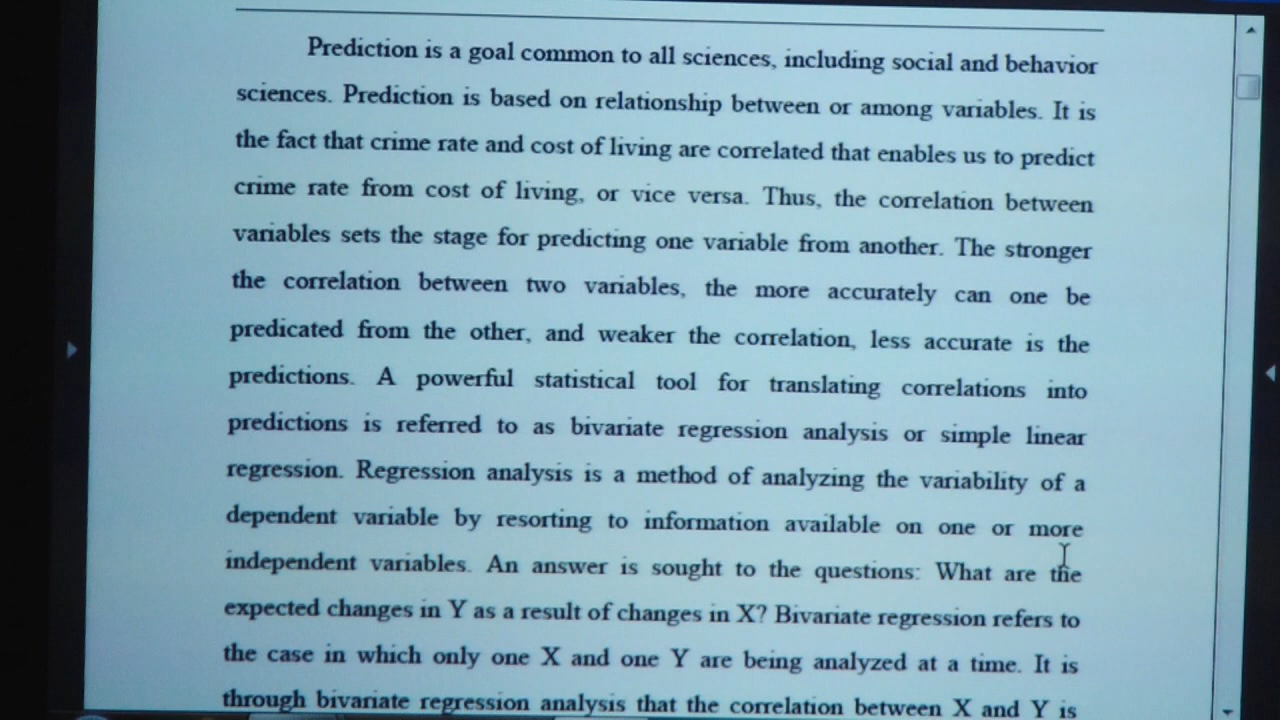 Prediction is a goal common to all sciences, including social and behavior
sciences. Prediction is based on relationship between or among variables. It is
the fact that crime rate and cost of living are correlated that enables us to predict
crime rate from cost of living, or vice versa. Thus, the correlation between
variables sets the stage for predicting one variable from another. The stronger
the correlation between two variables, the more accurately can one be
predicated from the other, and weaker the correlation, less accurate is the
predictions. A powerful statistical tool for translating correlations into
predictions is referred to as bivariate regression analysis or simple linear
regression. Regression analysis is a method of analyzing the variability of a
dependent variable by resorting to information available on one or more
independent variables. An answer is sought to the questions: What are the
expected changes in Y as a result of changes in X? Bivariate regression refers to
the case in which only one X and one Y are being analyzed at a time. It is
through bivariate regression analysis that the correlation between X and Y is